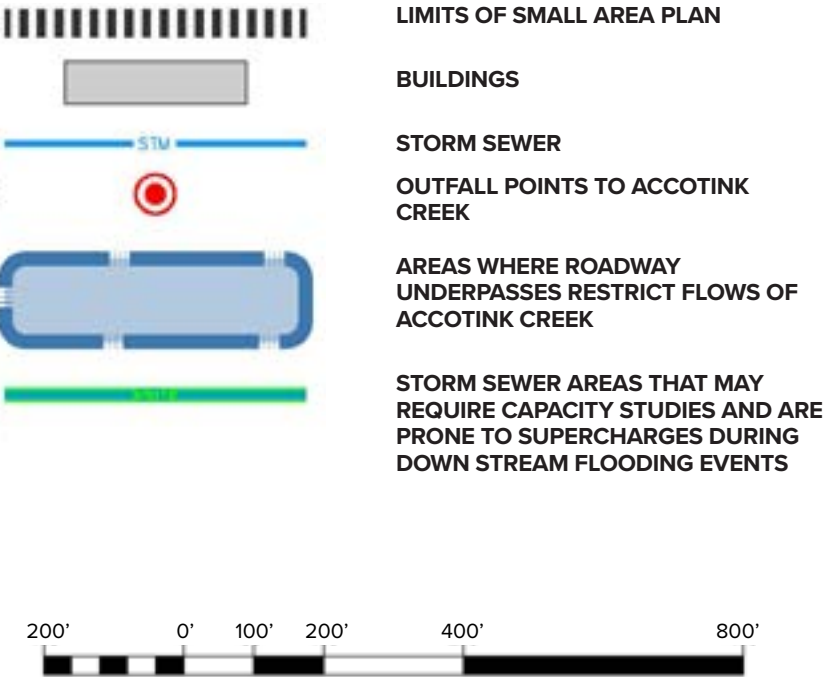 LIMITS OF SMALL AREA PLAN
BUILDINGS
STM
STORM SEWER
OUTFALL POINTS TO ACCOTINK
CREEK
AREAS WHERE ROADWAY
UNDERPASSES RESTRICT FLOWS OF
ACCOTINK CREEK
STORM SEWER AREAS THAT MAY
REQUIRE CAPACITY STUDIES AND ARE
PRONE TO SUPERCHARGES DURING
DOWN STREAM FLOODING EVENTS
200’ 0’ 100’ 200’ 400’ 800’